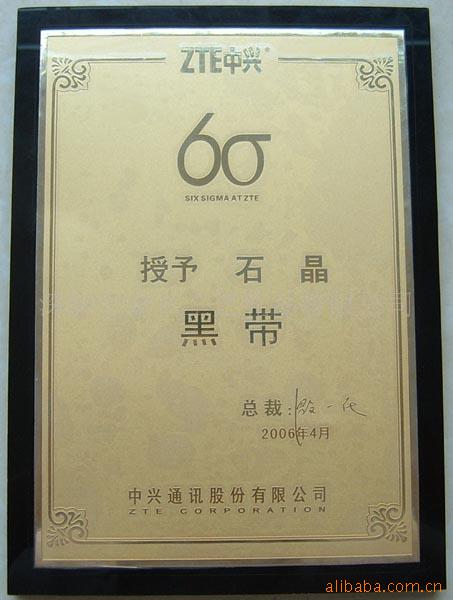 ZTE中兴®
6σ
SIX SIGMA AT ZTE
授予 石 晶
黑 带
总裁:
2006年4月
中兴通讯股份有限公司
ZTE CORPORATION
alibaba.com.cn